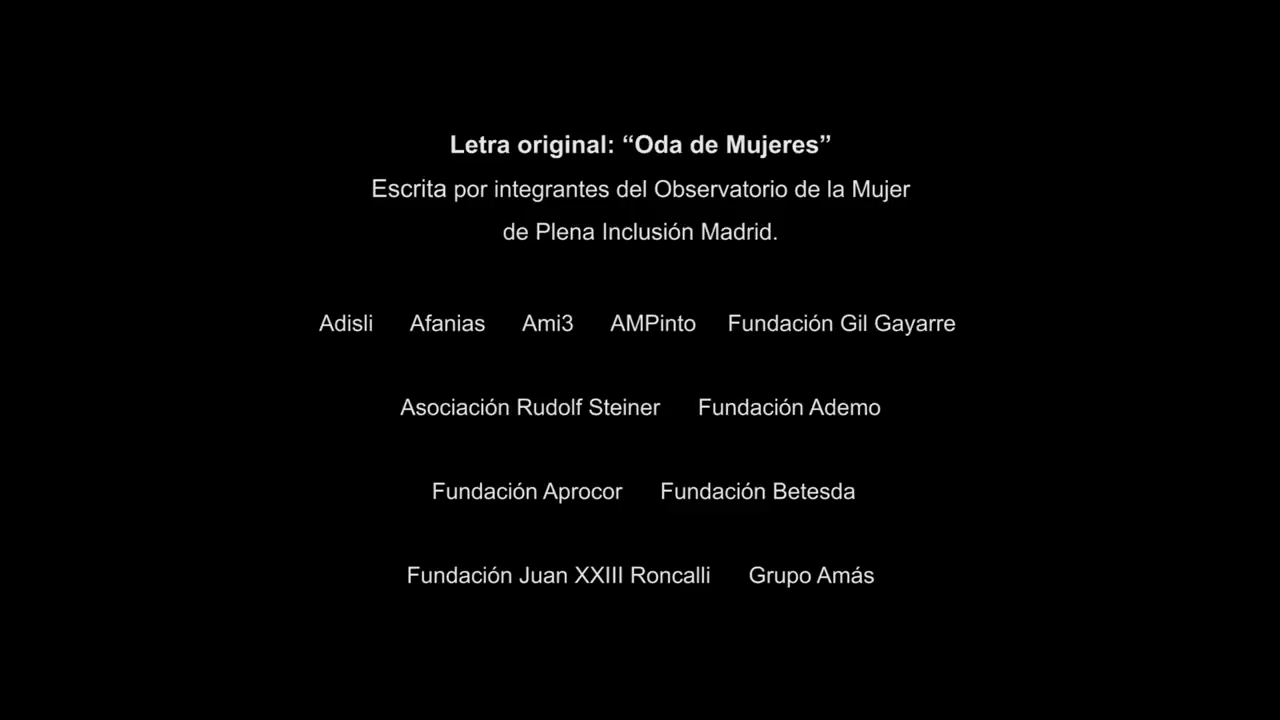 Letra original: “Oda de Mujeres”
Escrita por integrantes del Observatorio de la Mujer
de Plena Inclusión Madrid.
Adisli Afanias Ami3 AMPinto Fundación Gil Gayarre
Asociación Rudolf Steiner Fundación Ademo
Fundación Aprocor Fundación Betesda
Fundación Juan XXIII Roncalli Grupo Amás